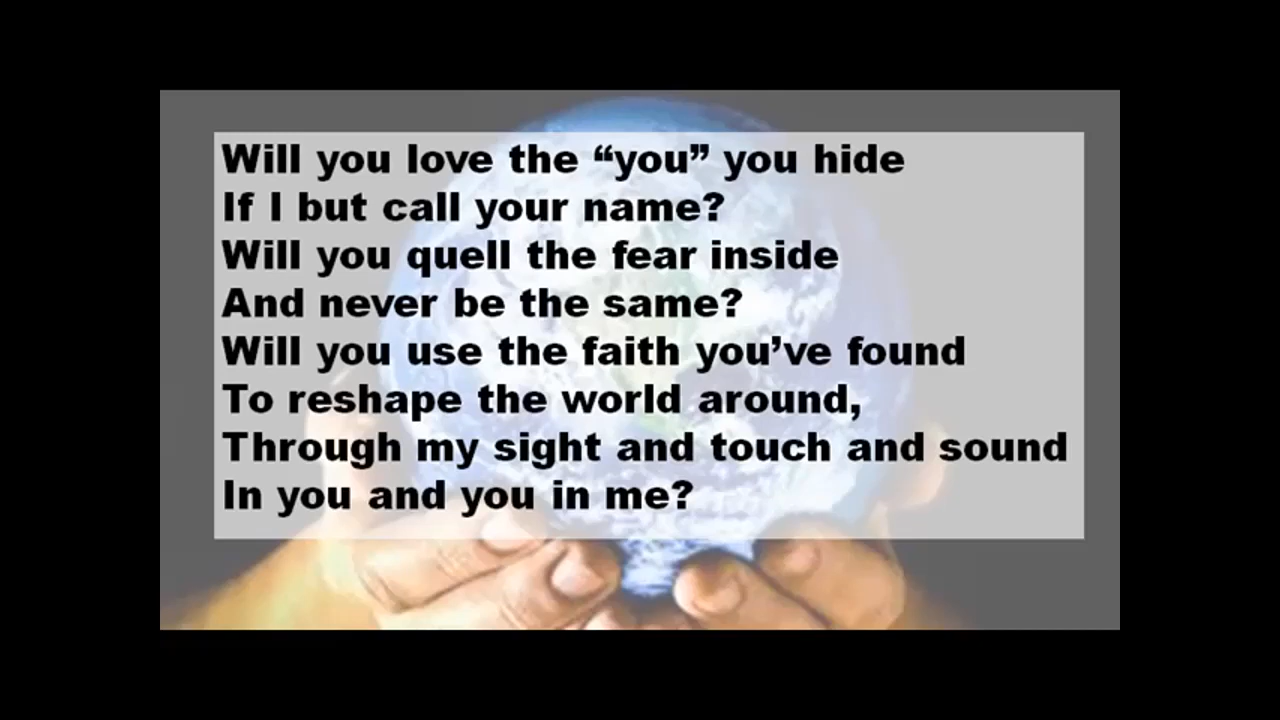 Will you love the “you” you hide
If I but call your name?
Will you quell the fear inside
And never be the same?
Will you use the faith you’ve found
To reshape the world around,
Through my sight and touch and sound
In you and you in me?